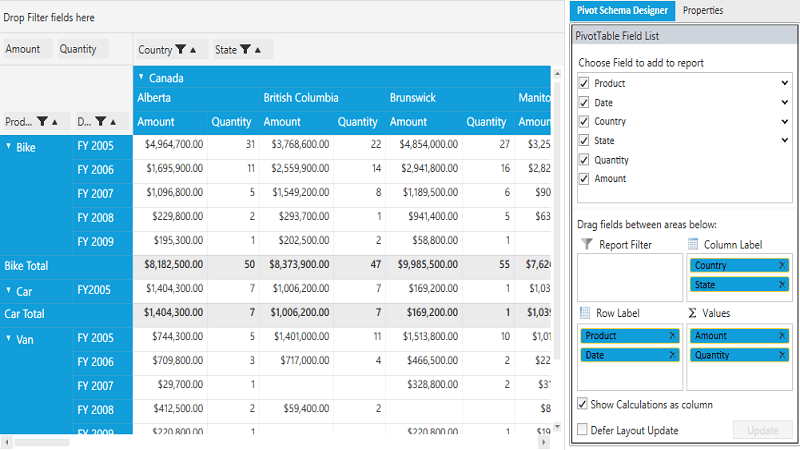 Drop Filter fields here
Amount Quantity Country State
Canada
Alberta British Columbia Brunswick Manito
Prod... D... Amount Quantity Amount Quantity Amount Quantity Amoun
Bike FY 2005 $4,964,700.00 31 $3,768,600.00 22 $4,854,000.00 27 $3,25
FY 2006 $1,695,900.00 11 $2,559,900.00 14 $2,941,800.00 16 $2,82
FY 2007 $1,096,800.00 5 $1,549,200.00 8 $1,189,500.00 6 $90
FY 2008 $229,800.00 2 $293,700.00 1 $941,400.00 5 $63
FY 2009 $195,300.00 1 $202,500.00 2 $58,800.00 1
Bike Total $8,182,500.00 50 $8,373,900.00 47 $9,985,500.00 55 $7,62
Car FY2005 $1,404,300.00 7 $1,006,200.00 7 $169,200.00 1 $1,03
Car Total $1,404,300.00 7 $1,006,200.00 7 $169,200.00 1 $1,03
Van FY 2005 $744,300.00 5 $1,401,000.00 11 $1,513,800.00 10 $1,01
FY 2006 $709,800.00 3 $717,000.00 4 $466,500.00 2 $22
FY 2007 $29,700.00 1 $328,800.00 2 $31
FY 2008 $412,500.00 2 $59,400.00 2 $8
FY 2009 $220,800.00 1 $220,800.00 1 $19
Pivot Schema Designer Properties
PivotTable Field List
Choose Field to add to report
Product
Date
Country
State
Quantity
Amount
Drag fields between areas below:
Report Filter Column Label
Country
State
Row Label Σ Values
Product Amount
Date Quantity
Show Calculations as column
Defer Layout Update Update